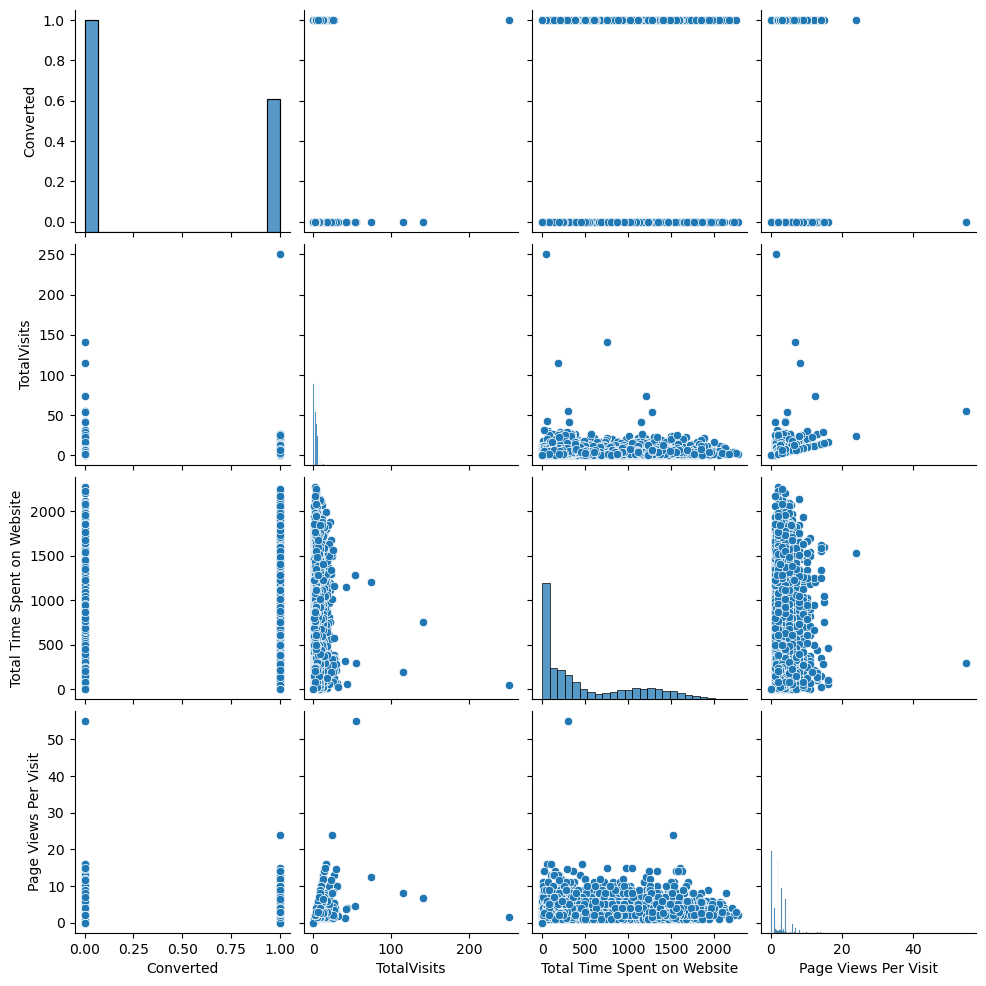 1.0
0.8
0.6
0.4
0.2
0.0
Converted
250
200
150
100
50
0
TotalVisits
2000
1500
1000
500
0
Total Time Spent on Website
50
40
30
20
10
0
Page Views Per Visit
0.00 0.25 0.50 0.75 1.00
Converted
0 100 200
TotalVisits
0 500 1000 1500 2000
Total Time Spent on Website
0 20 40
Page Views Per Visit